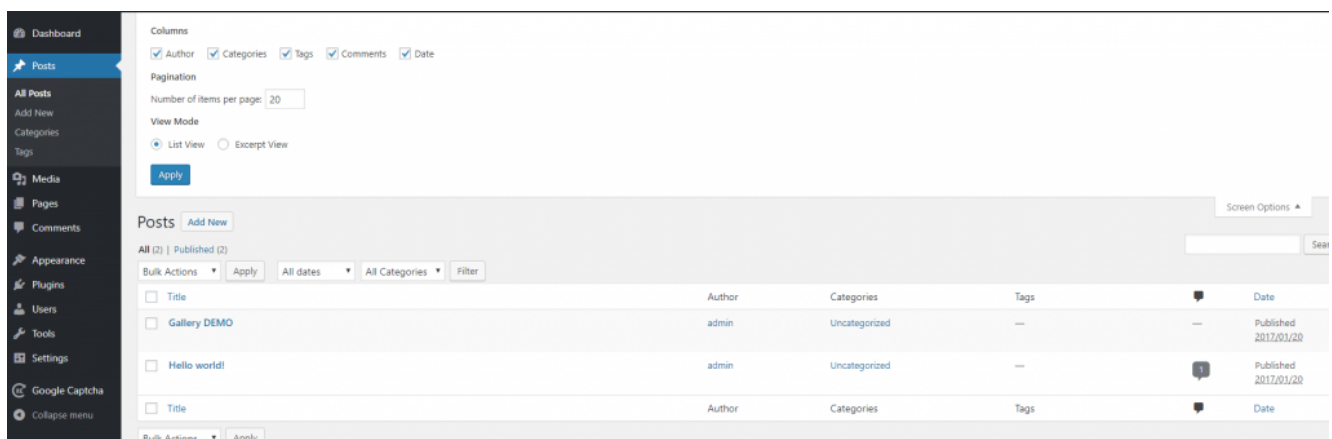 Dashboard
Posts
All Posts
Add New
Categories
Tags
Media
Pages
Comments
Appearance
Plugins
Users
Tools
Settings
Google Captcha
Collapse menu
Columns
Author Categories Tags Comments Date
Pagination
Number of items per page: 20
View Mode
List View Excerpt View
Apply
Screen Options
Posts Add New
All (2) | Published (2)
Bulk Actions Apply All dates All Categories Filter
Title Author Categories Tags Date
Gallery DEMO admin Uncategorized — — Published
2017/01/20
Hello world! admin Uncategorized — 1 Published
2017/01/20
Title Author Categories Tags Date
Bulk Actions Apply